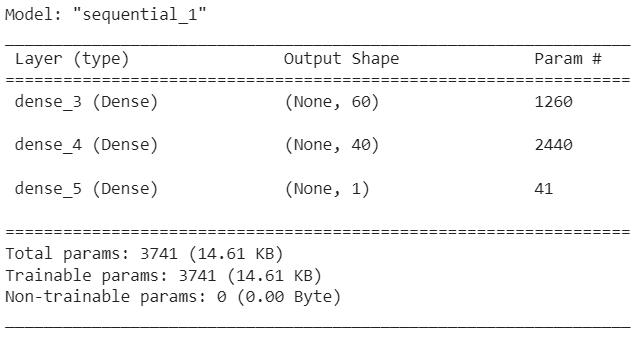 Model: "sequential_1"
_________________________________________________________________
Layer (type) Output Shape Param #
=================================================================
dense_3 (Dense) (None, 60) 1260
dense_4 (Dense) (None, 40) 2440
dense_5 (Dense) (None, 1) 41
=================================================================
Total params: 3741 (14.61 KB)
Trainable params: 3741 (14.61 KB)
Non-trainable params: 0 (0.00 Byte)
_________________________________________________________________